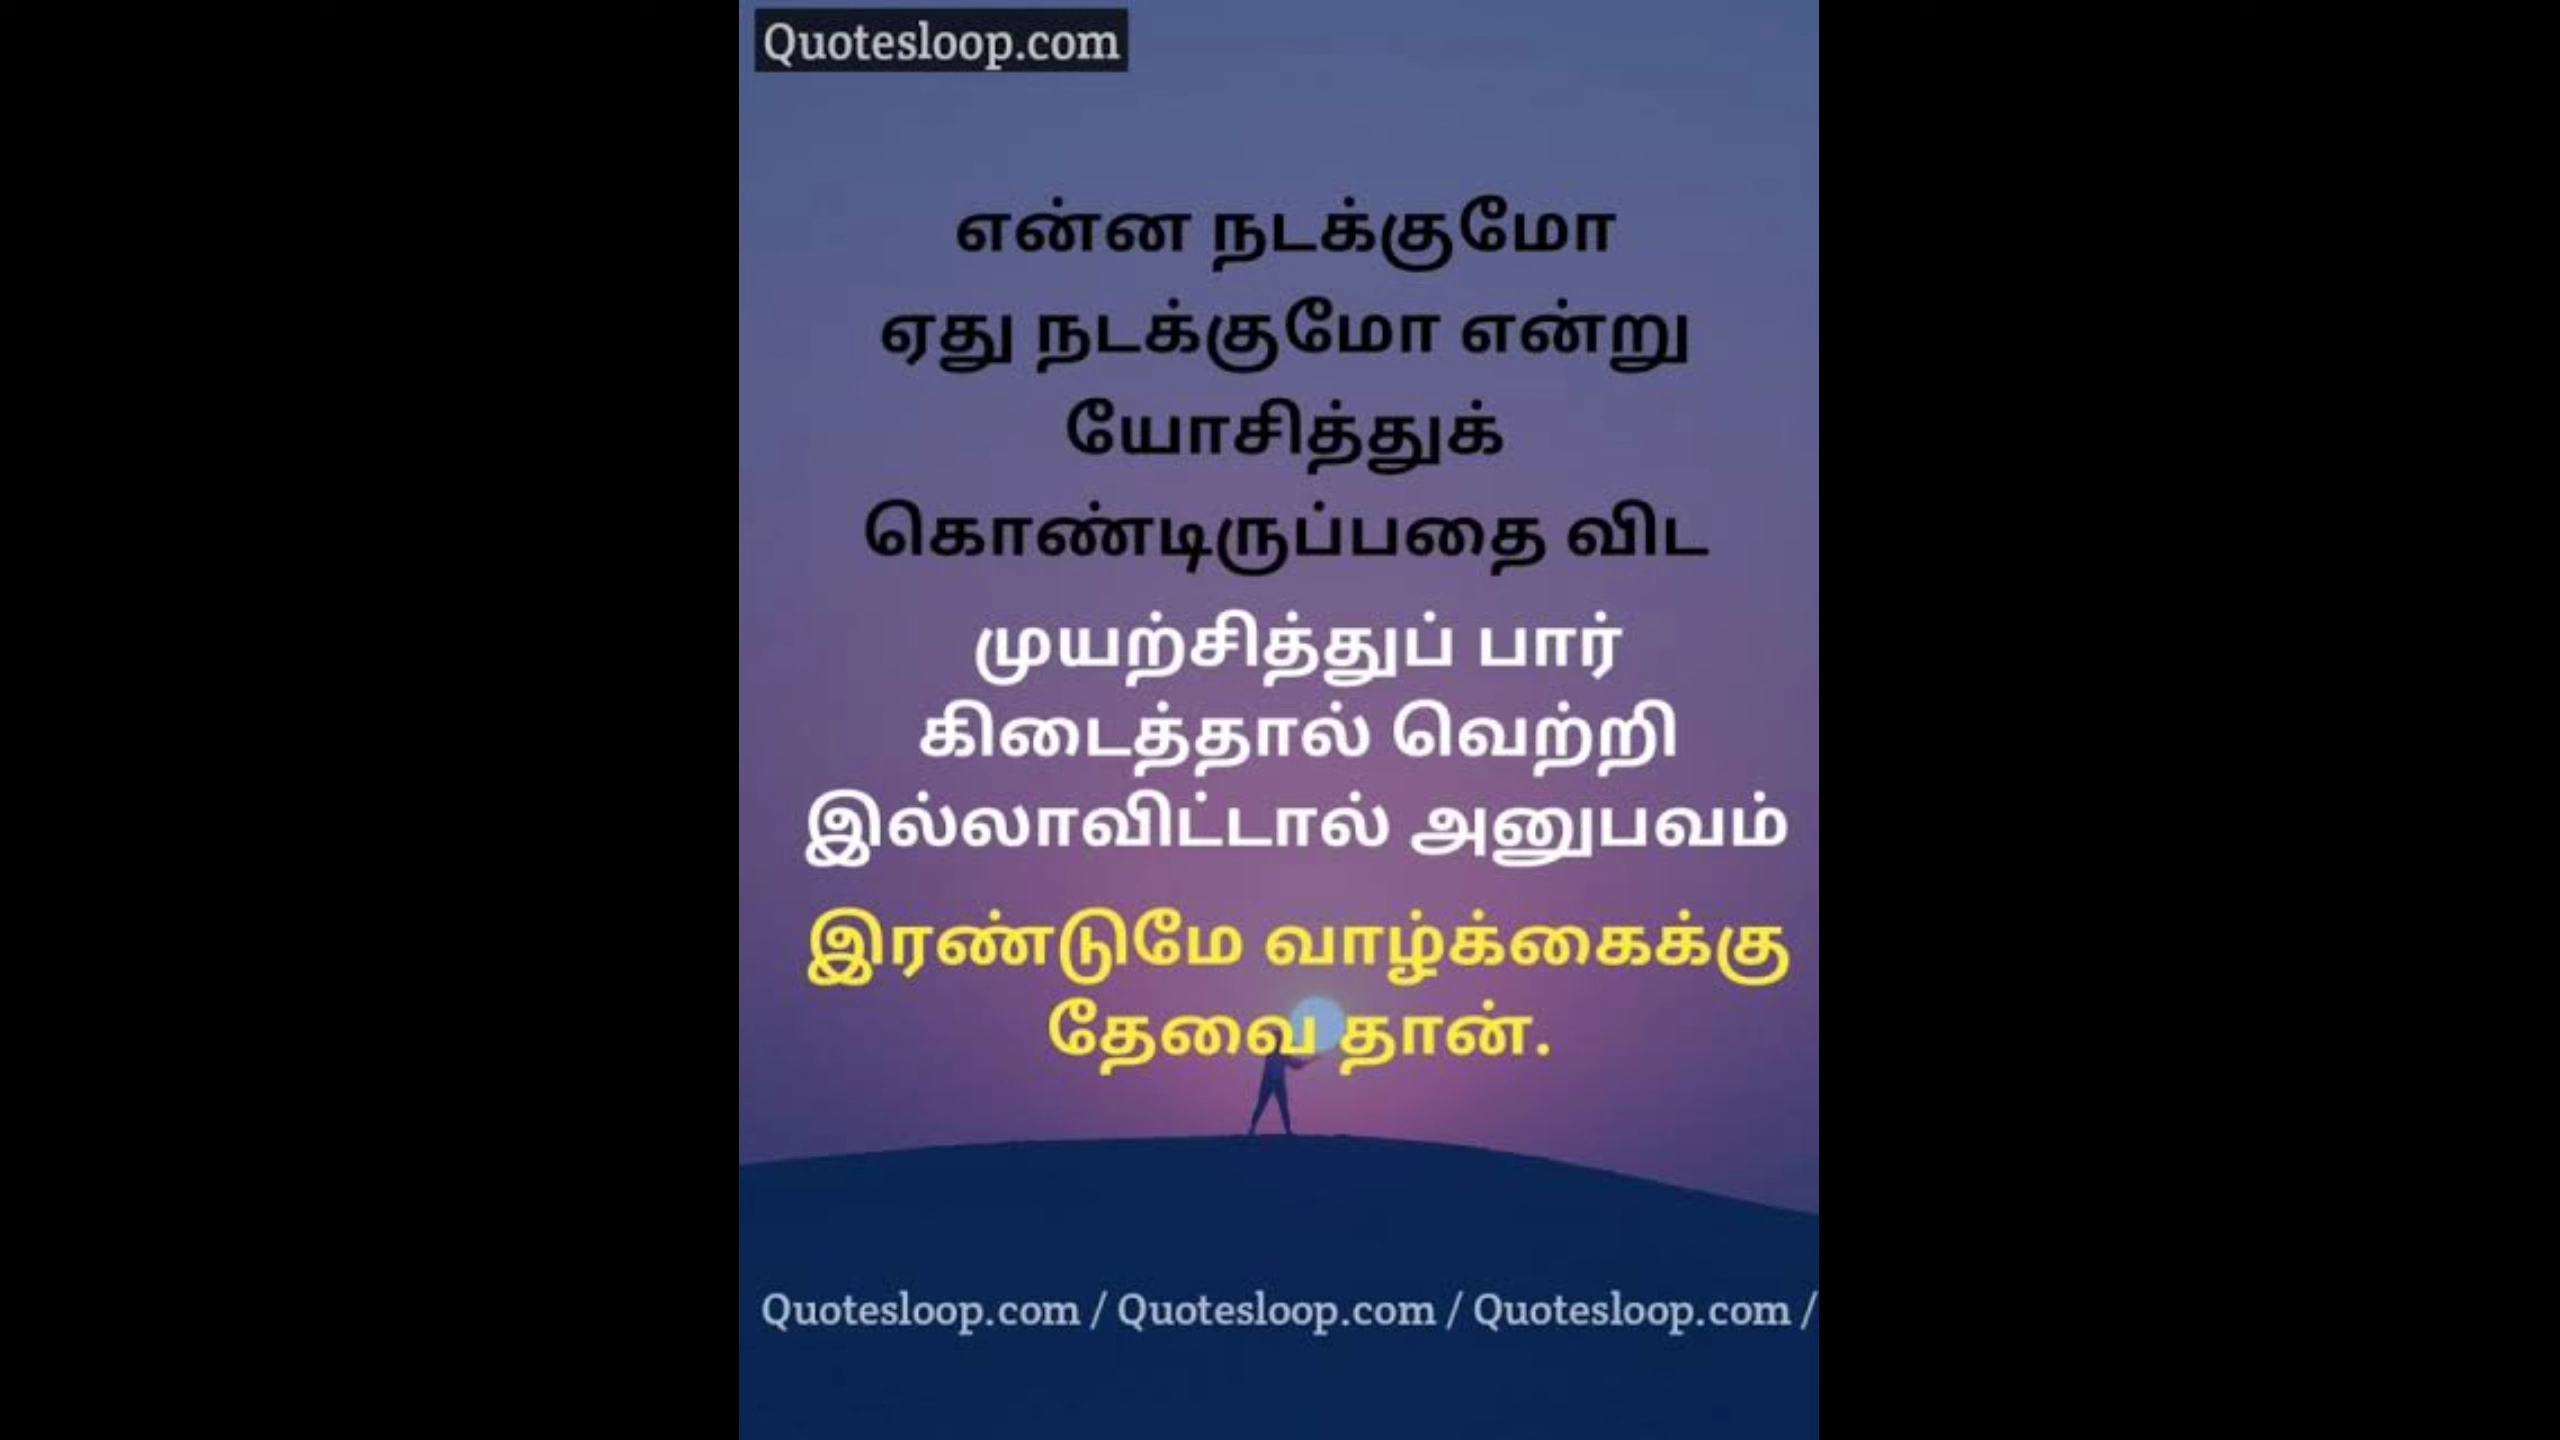 Quotesloop.com
என்ன நடக்குமோ
ஏது நடக்குமோ என்று
யோசித்துக்
கொண்டிருப்பதை விட
முயற்சித்துப் பார்
கிடைத்தால் வெற்றி
இல்லாவிட்டால் அனுபவம்
இரண்டுமே வாழ்க்கைக்கு
தேவை தான்.
Quotesloop.com / Quotesloop.com / Quotesloop.com /